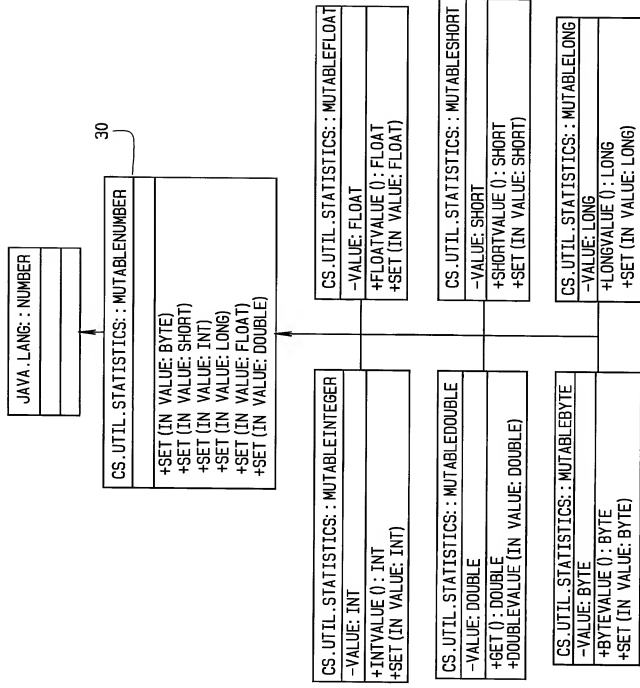 JAVA.LANG::NUMBER
30
CS.UTIL.STATISTICS::MUTABLENUMBER
+SET (IN VALUE: BYTE)
+SET (IN VALUE: SHORT)
+SET (IN VALUE: INT)
+SET (IN VALUE: LONG)
+SET (IN VALUE: FLOAT)
+SET (IN VALUE: DOUBLE)
CS.UTIL.STATISTICS::MUTABLEINTEGER
-VALUE: INT
+INTVALUE (): INT
+SET (IN VALUE: INT)
CS.UTIL.STATISTICS::MUTABLEFLOAT
-VALUE: FLOAT
+FLOATVALUE (): FLOAT
+SET (IN VALUE: FLOAT)
CS.UTIL.STATISTICS::MUTABLEDOUBLE
-VALUE: DOUBLE
+GET (): DOUBLE
+DOUBLEVALUE (IN VALUE: DOUBLE)
CS.UTIL.STATISTICS::MUTABLESHORT
-VALUE: SHORT
+SHORTVALUE (): SHORT
+SET (IN VALUE: SHORT)
CS.UTIL.STATISTICS::MUTABLEBYTE
-VALUE: BYTE
+BYTEVALUE (): BYTE
+SET (IN VALUE: BYTE)
CS.UTIL.STATISTICS::MUTABLELONG
-VALUE: LONG
+LONGVALUE (): LONG
+SET (IN VALUE: LONG)